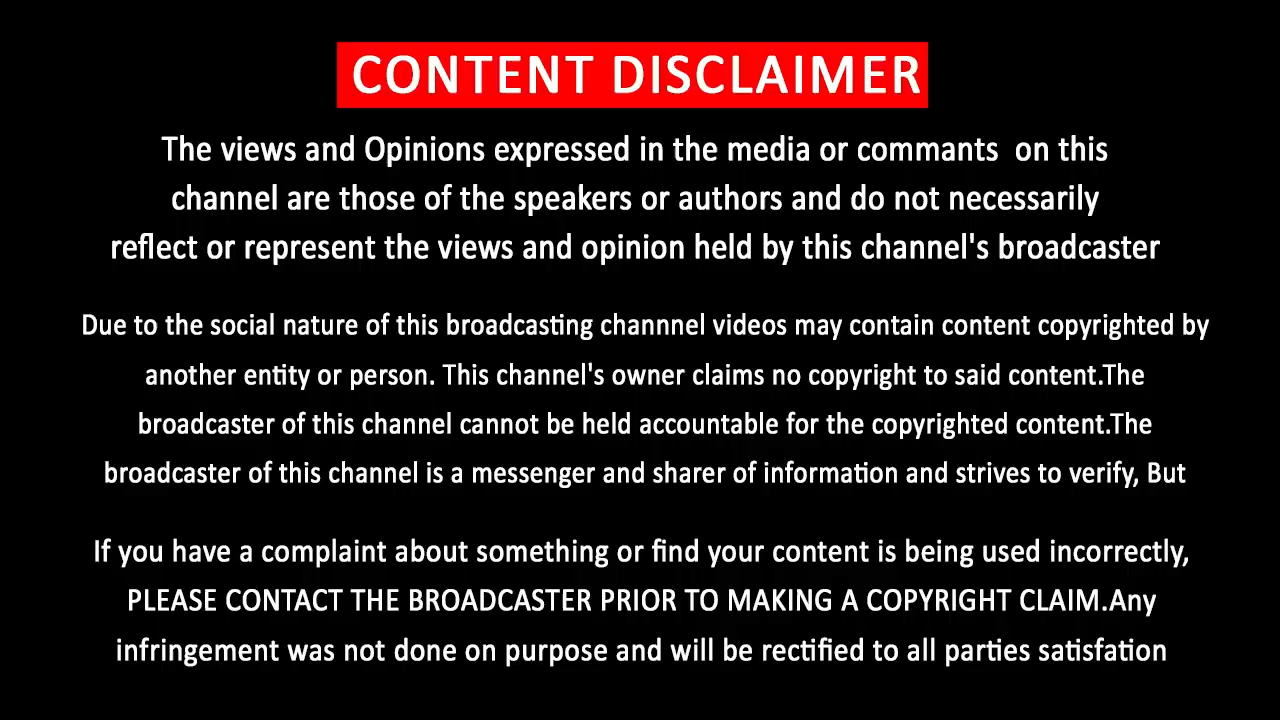 CONTENT DISCLAIMER
The views and Opinions expressed in the media or commants  on this
channel are those of the speakers or authors and do not necessarily
reflect or represent the views and opinion held by this channel's broadcaster
Due to the social nature of this broadcasting channnel videos may contain content copyrighted by
another entity or person. This channel's owner claims no copyright to said content.The
broadcaster of this channel cannot be held accountable for the copyrighted content.The
broadcaster of this channel is a messenger and sharer of information and strives to verify, But
If you have a complaint about something or find your content is being used incorrectly,
PLEASE CONTACT THE BROADCASTER PRIOR TO MAKING A COPYRIGHT CLAIM.Any
infringement was not done on purpose and will be rectified to all parties satisfation